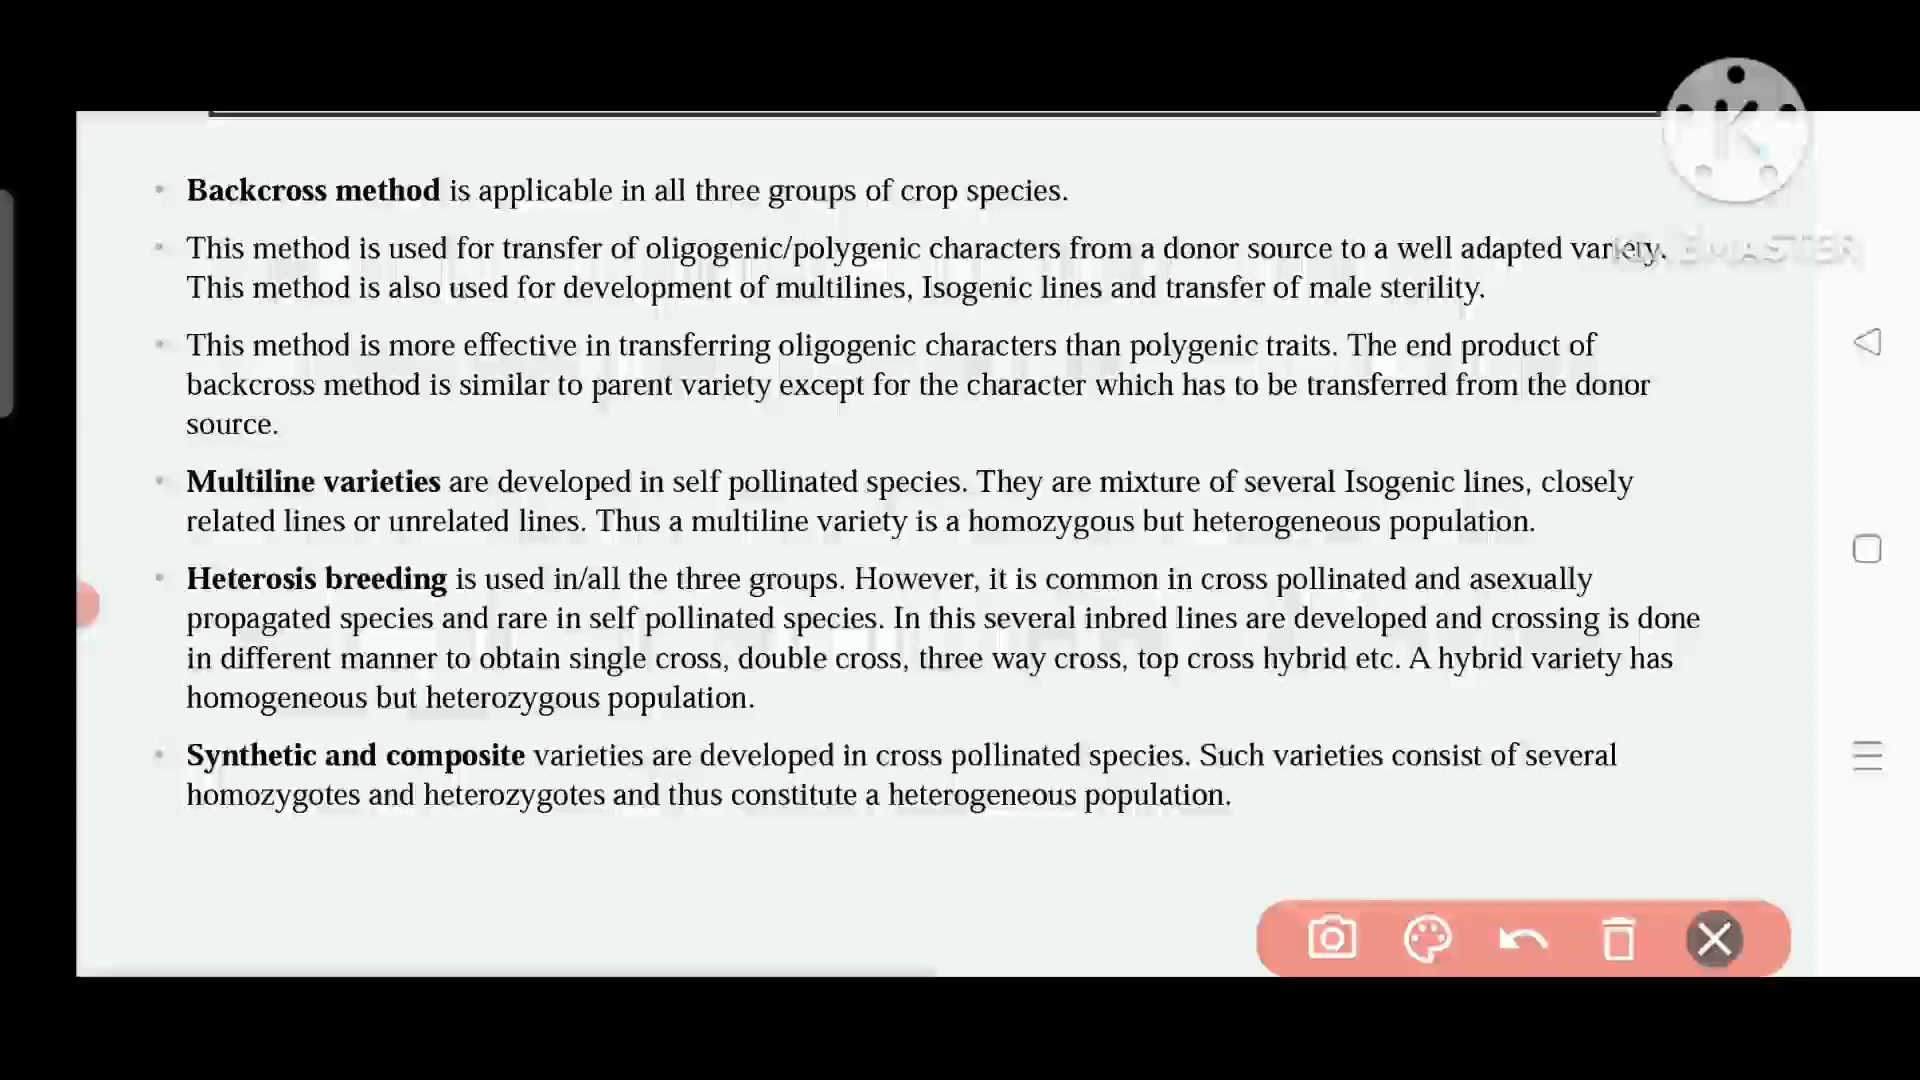 Backcross method is applicable in all three groups of crop species.
This method is used for transfer of oligogenic/polygenic characters from a donor source to a well adapted variety.
This method is also used for development of multilines, Isogenic lines and transfer of male sterility.
This method is more effective in transferring oligogenic characters than polygenic traits. The end product of
backcross method is similar to parent variety except for the character which has to be transferred from the donor
source.
Multiline varieties are developed in self pollinated species. They are mixture of several Isogenic lines, closely
related lines or unrelated lines. Thus a multiline variety is a homozygous but heterogeneous population.
Heterosis breeding is used in/all the three groups. However, it is common in cross pollinated and asexually
propagated species and rare in self pollinated species. In this several inbred lines are developed and crossing is done
in different manner to obtain single cross, double cross, three way cross, top cross hybrid etc. A hybrid variety has
homogeneous but heterozygous population.
Synthetic and composite varieties are developed in cross pollinated species. Such varieties consist of several
homozygotes and heterozygotes and thus constitute a heterogeneous population.
K
KINEMASTER